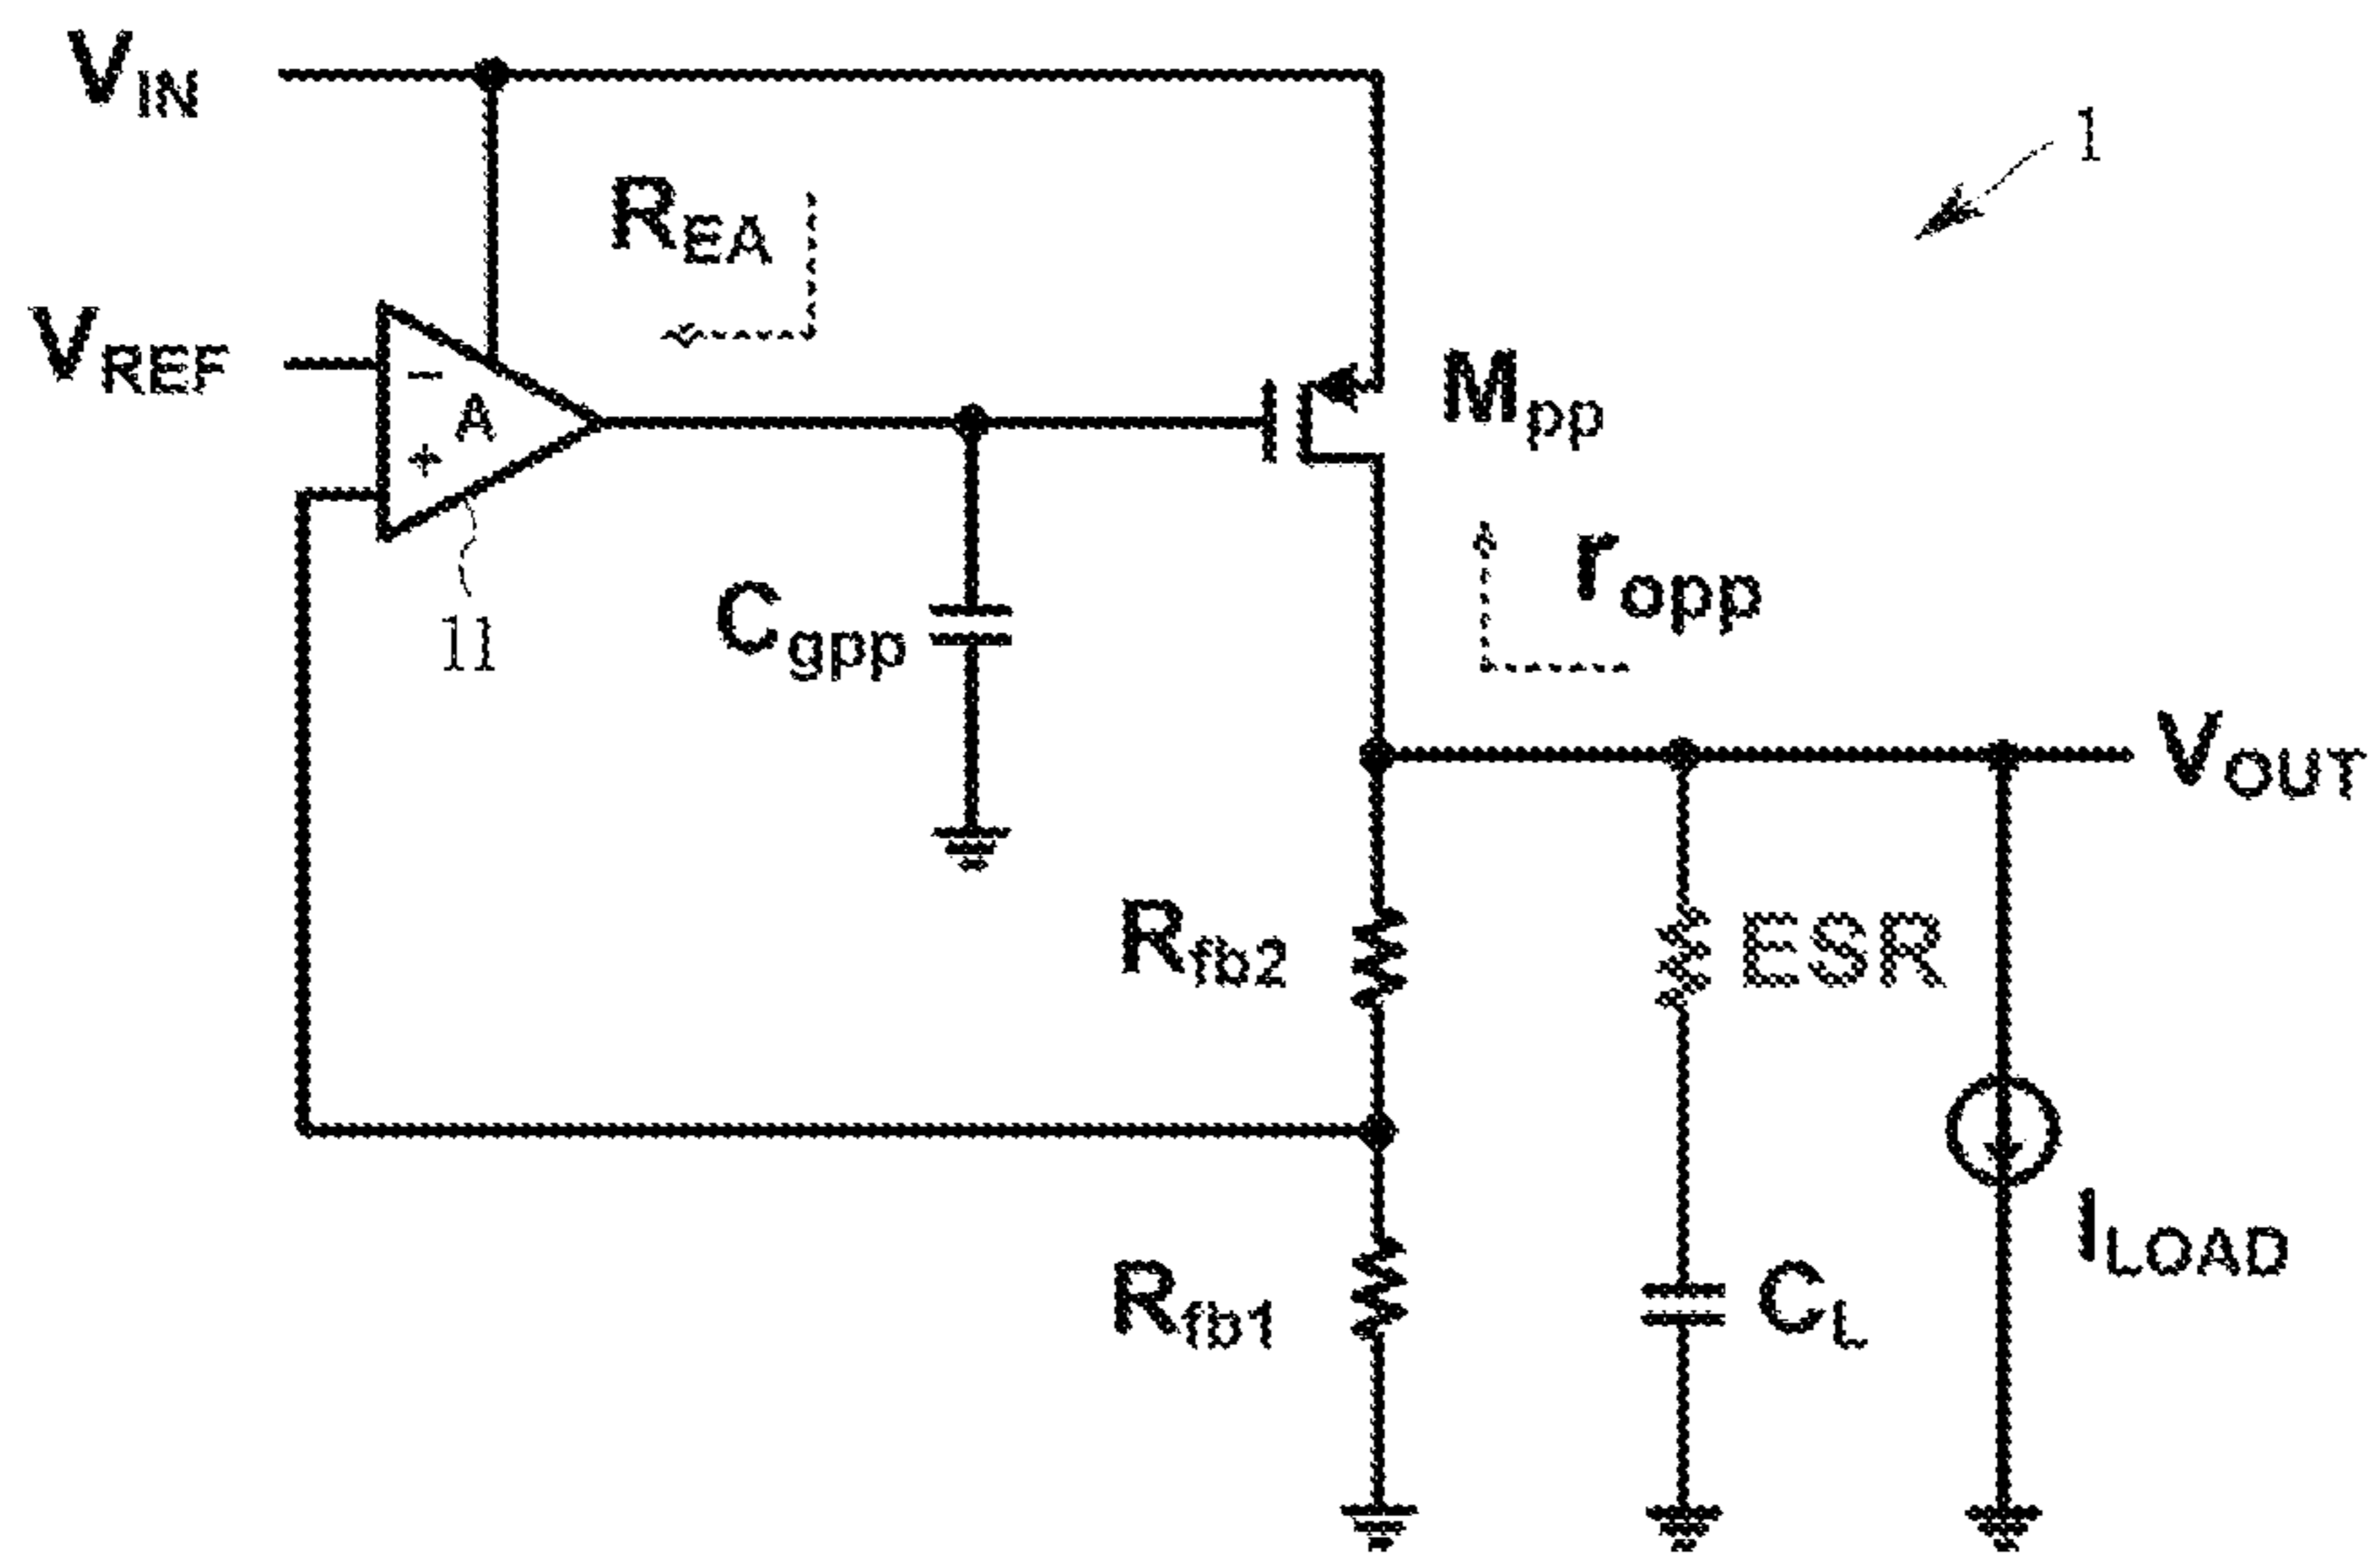 VIN
1
REA
VREF
-
A
+
Mpp
ropp
Cgpp
11
VOUT
Rfb2
ESR
ILOAD
Rfb1
CL